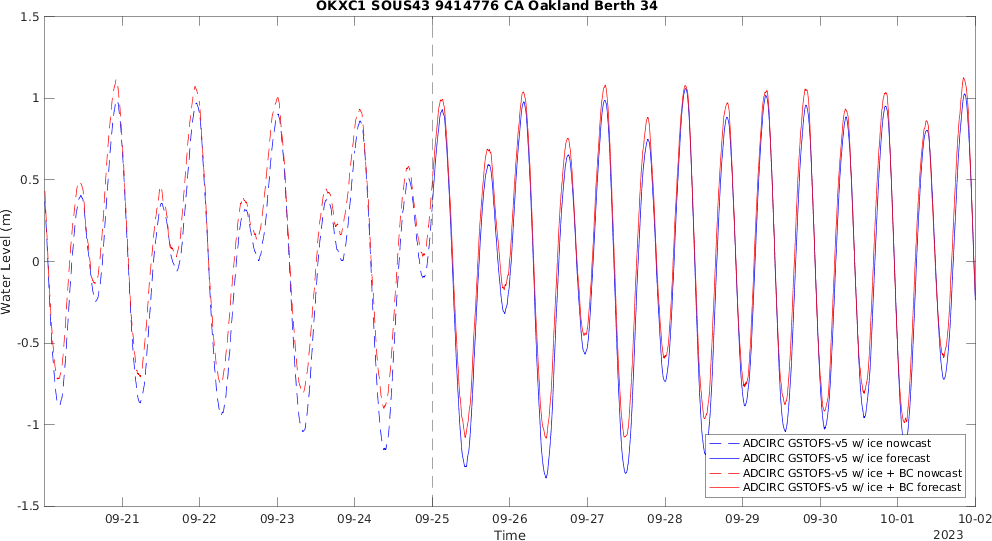 OKXC1 SOUS43 9414776 CA Oakland Berth 34
1.5
1
0.5
0
-0.5
-1
-1.5
Water Level (m)
ADCIRC GSTOFS-v5 w/ ice nowcast
ADCIRC GSTOFS-v5 w/ ice forecast
ADCIRC GSTOFS-v5 w/ ice + BC nowcast
ADCIRC GSTOFS-v5 w/ ice + BC forecast
09-21 09-22 09-23 09-24 09-25 09-26 09-27 09-28 09-29 09-30 10-01 10-02
Time
2023